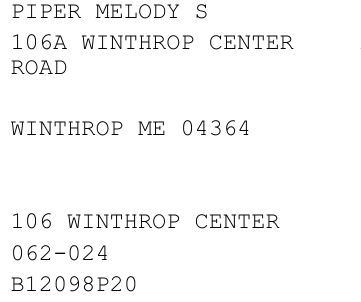 PIPER MELODY S
106A WINTHROP CENTER
ROAD
WINTHROP ME 04364
106 WINTHROP CENTER
062-024
B12098P20